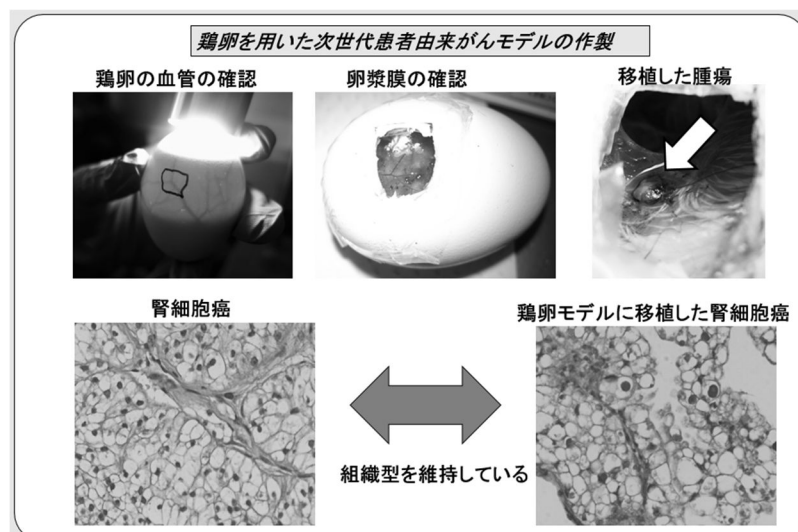 鶏卵を用いた次世代患者由来がんモデルの作製
鶏卵の血管の確認
卵漿膜の確認
移植した腫瘍
腎細胞癌
鶏卵モデルに移植した腎細胞癌
組織型を維持している